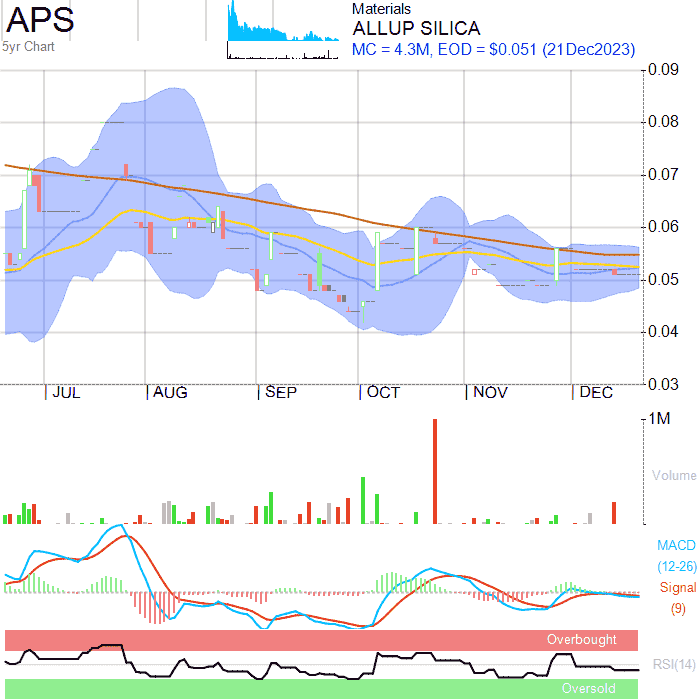 APS
5yr Chart
Materials
ALLUP SILICA
MC = 4.3M, EOD = $0.051 (21Dec2023)
0.09
0.08
0.07
0.06
0.05
0.04
0.03
JUL
AUG
SEP
OCT
NOV
DEC
1M
Volume
MACD
(12-26)
Signal
(9)
Overbought
RSI(14)
Oversold